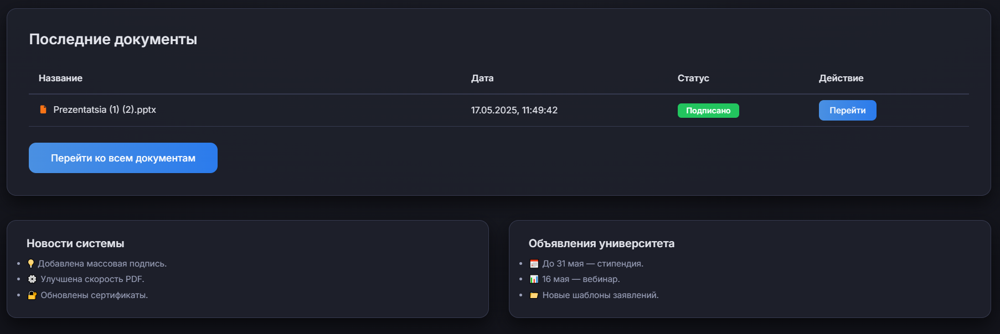 Последние документы
Название Дата Статус Действие
Prezentatsia (1) (2).pptx 17.05.2025, 11:49:42 Подписано Перейти
Перейти ко всем документам
Новости системы
Добавлена массовая подпись.
Улучшена скорость PDF.
Обновлены сертификаты.
Объявления университета
До 31 мая — стипендия.
16 мая — вебинар.
Новые шаблоны заявлений.